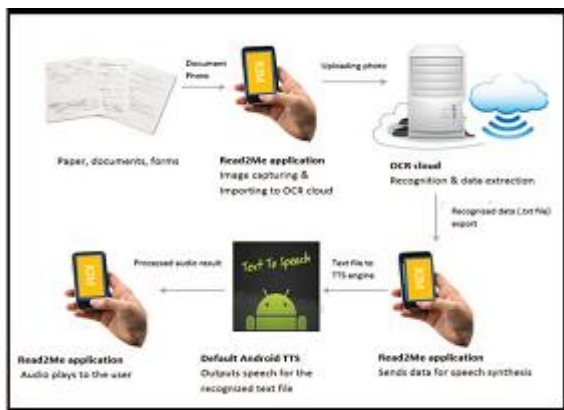 Document
Photo
Uploading photo
Paper, documents, forms
Read2Me application
Image capturing &
Importing to OCR cloud
OCR cloud
Recognition & data extraction
Recognised data (.txt file)
export
Read2Me application
Sends data for speech synthesis
Text file to
TTS engine
Text To Speech
Default Android TTS
Outputs speech for the
recognized text file
Processed audio result
Read2Me application
Audio plays to the user